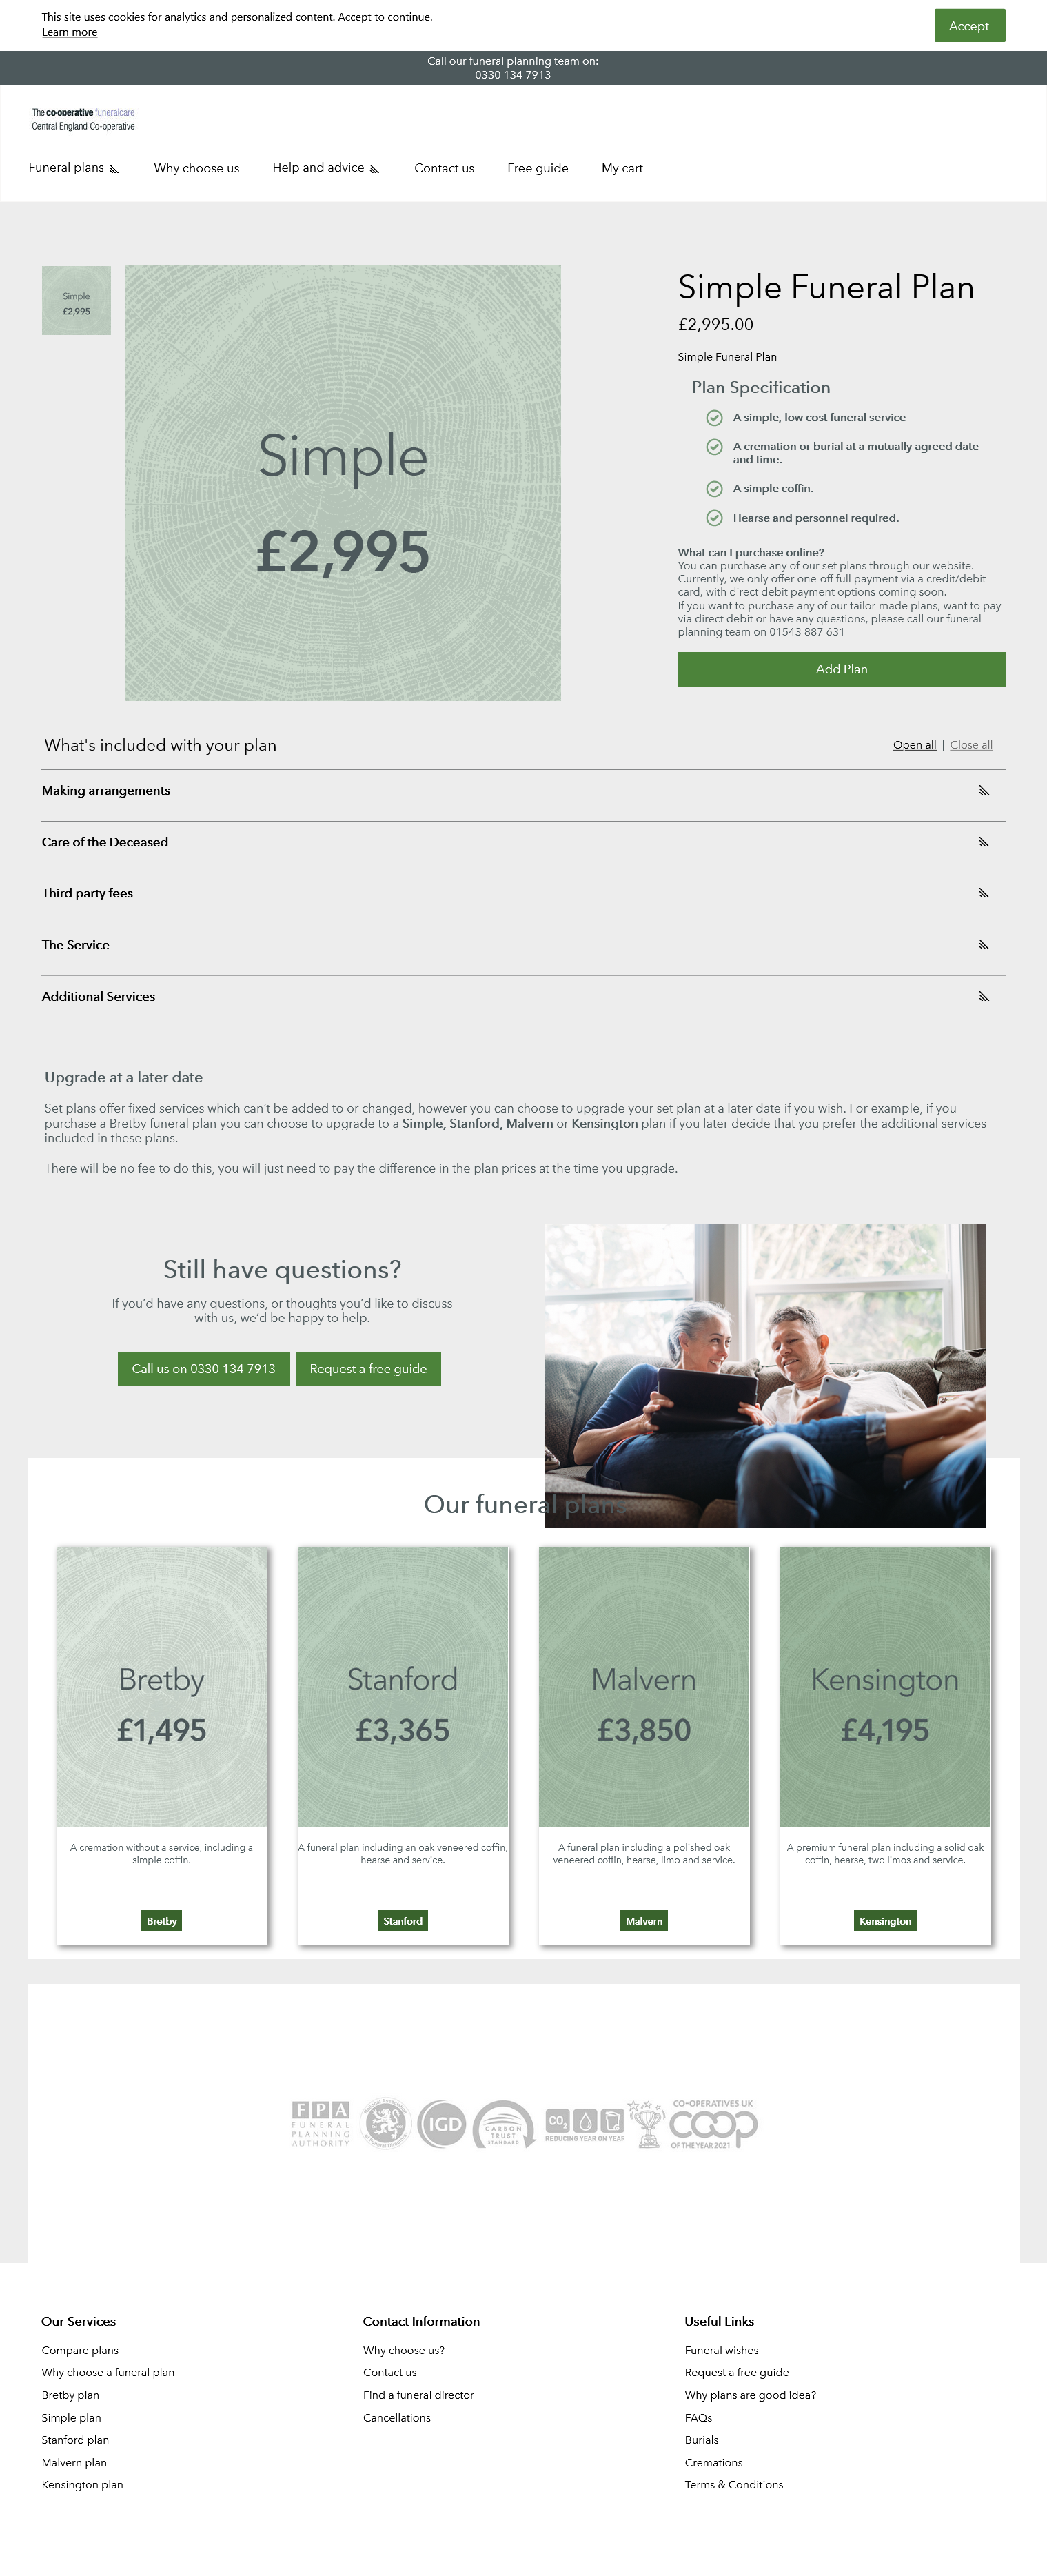 This site uses cookies for analytics and personalized content. Accept to continue.
Learn more
Accept
Call our funeral planning team on:
0330 134 7913
The co-operative funeralcare
Central England Co-operative
Funeral plans
Why choose us
Help and advice
Contact us
Free guide
My cart
Simple
£2,995
Simple
£2,995
Simple Funeral Plan
£2,995.00
Simple Funeral Plan
Plan Specification
A simple, low cost funeral service
A cremation or burial at a mutually agreed date
and time.
A simple coffin.
Hearse and personnel required.
What can I purchase online?
You can purchase any of our set plans through our website.
Currently, we only offer one-off full payment via a credit/debit
card, with direct debit payment options coming soon.
If you want to purchase any of our tailor-made plans, want to pay
via direct debit or have any questions, please call our funeral
planning team on 01543 887 631
Add Plan
What's included with your plan
Open all | Close all
Making arrangements
Care of the Deceased
Third party fees
The Service
Additional Services
Upgrade at a later date
Set plans offer fixed services which can't be added to or changed, however you can choose to upgrade your set plan at a later date if you wish. For example, if you
purchase a Bretby funeral plan you can choose to upgrade to a Simple, Stanford, Malvern or Kensington plan if you later decide that you prefer the additional services
included in these plans.
There will be no fee to do this, you will just need to pay the difference in the plan prices at the time you upgrade.
Still have questions?
If you'd have any questions, or thoughts you'd like to discuss
with us, we'd be happy to help.
Call us on 0330 134 7913
Request a free guide
Our funeral plans
Bretby
£1,495
A cremation without a service, including a
simple coffin.
Bretby
Stanford
£3,365
A funeral plan including an oak veneered coffin,
hearse and service.
Stanford
Malvern
£3,850
A funeral plan including a polished oak
veneered coffin, hearse, limo and service.
Malvern
Kensington
£4,195
A premium funeral plan including a solid oak
coffin, hearse, two limos and service.
Kensington
FPA
FUNERAL
PLANNING
AUTHORITY
IGD
CARBON
TRUST
STANDARD
CO2
REDUCING YEAR ON YEAR
CO-OPERATIVES UK
COOP
OF THE YEAR 2021
Our Services
Compare plans
Why choose a funeral plan
Bretby plan
Simple plan
Stanford plan
Malvern plan
Kensington plan
Contact Information
Why choose us?
Contact us
Find a funeral director
Cancellations
Useful Links
Funeral wishes
Request a free guide
Why plans are good idea?
FAQs
Burials
Cremations
Terms & Conditions